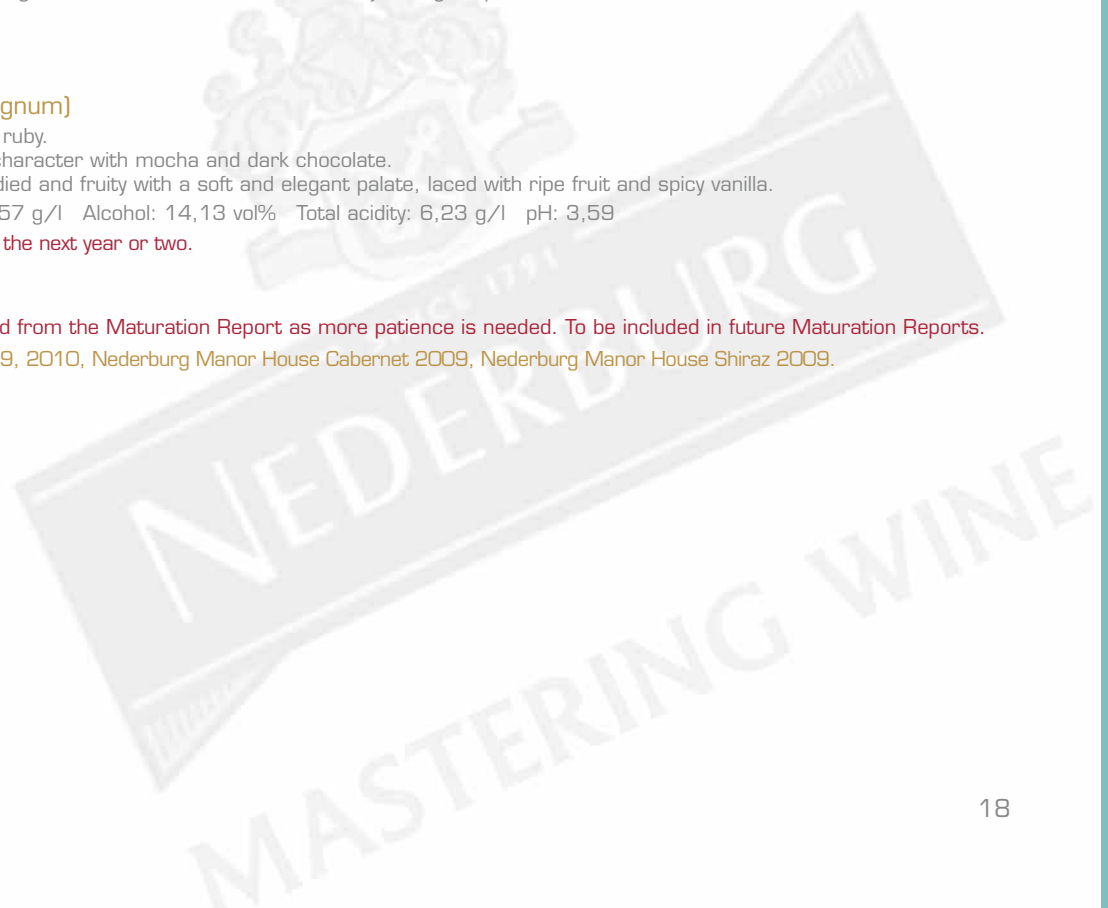 gnum)
ruby.
character with mocha and dark chocolate.
died and fruity with a soft and elegant palate, laced with ripe fruit and spicy vanilla.
57 g/l Alcohol: 14,13 vol% Total acidity: 6,23 g/l pH: 3,59
the next year or two.
SINCE 1791
d from the Maturation Report as more patience is needed. To be included in future Maturation Reports.
9, 2010, Nederburg Manor House Cabernet 2009, Nederburg Manor House Shiraz 2009.
NEDERBURG
MASTERING WINE
18